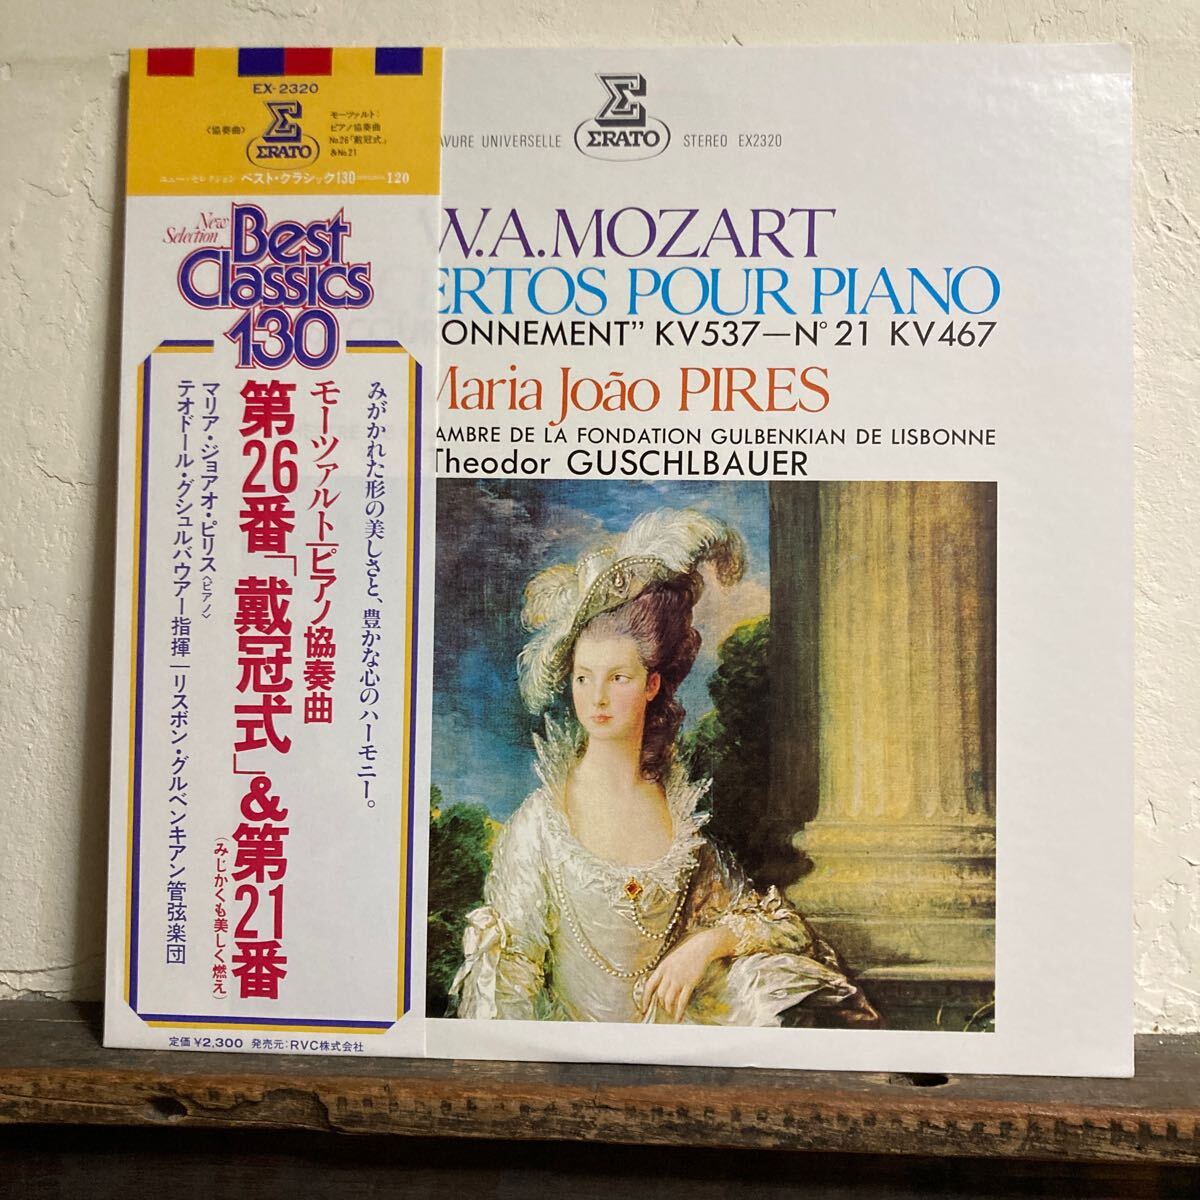 EX-2320
〈協奏曲〉
Σ
ERATO
モーツァルト:
ピアノ協奏曲
No.26「戴冠式」
&No.21
ニュー・セレクション ベスト・クラシック130 120
New
Selection
Best
Classics
130
みがかれた形の美しさと、豊かな心のハーモニー。
モーツァルト|ピアノ協奏曲
第26番「戴冠式」&第21番
(みじかくも美しく燃え)
マリア・ジョアオ・ピリス〈ピアノ〉
テオドール・グシュルバウアー指揮|リスボン・グルベンキアン管弦楽団
定価 ¥2,300 発売元:RVC株式会社
AVURE UNIVERSELLE
Σ
ERATO
STEREO EX2320
W.A.MOZART
ERTOS POUR PIANO
ONNEMENT" KV537—N° 21 KV467
Maria João PIRES
AMBRE DE LA FONDATION GULBENKIAN DE LISBONNE
Theodor GUSCHLBAUER